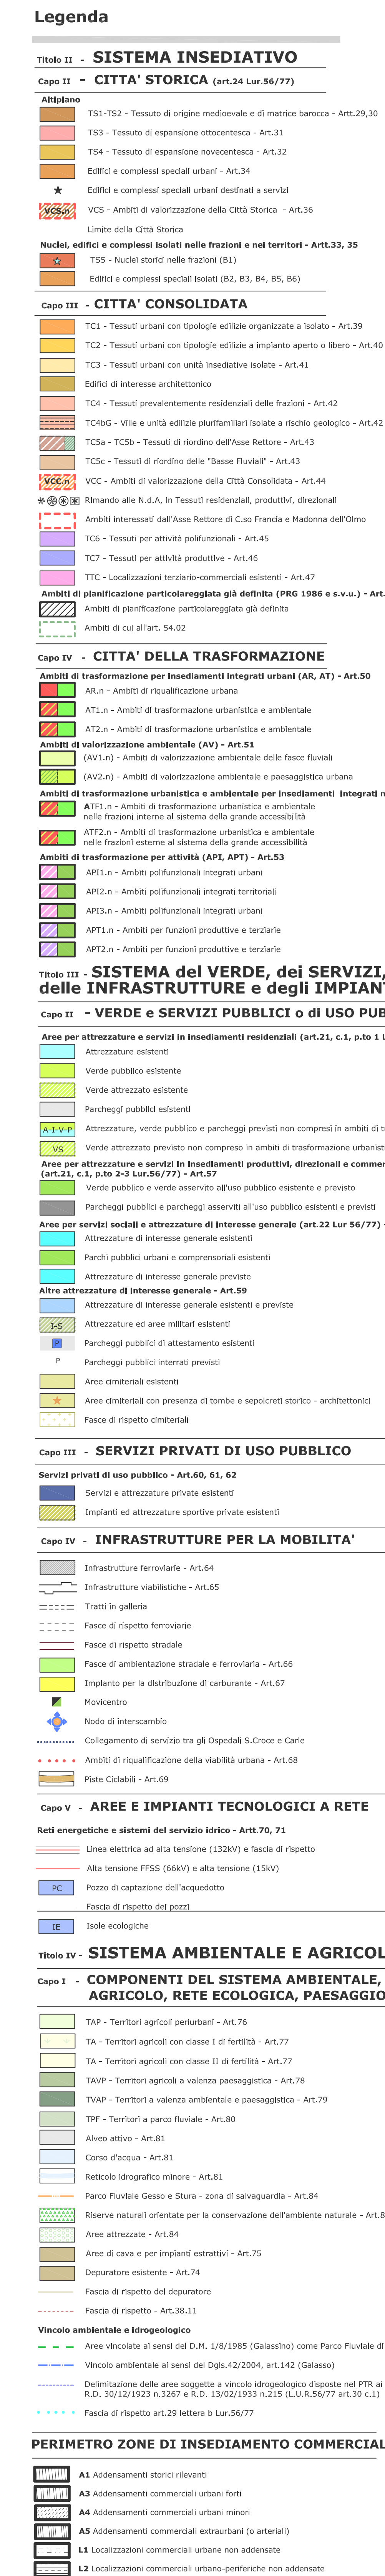 Legenda
Titolo II - SISTEMA INSEDIATIVO
Capo II - CITTA' STORICA (art.24 Lur.56/77)
Altipiano
TS1-TS2 - Tessuto di origine medioevale e di matrice barocca - Artt.29,30
TS3 - Tessuto di espansione ottocentesca - Art.31
TS4 - Tessuto di espansione novecentesca - Art.32
Edifici e complessi speciali urbani - Art.34
Edifici e complessi speciali urbani destinati a servizi
VCS.n VCS - Ambiti di valorizzazione della Città Storica - Art.36
Limite della Città Storica
Nuclei, edifici e complessi isolati nelle frazioni e nei territori - Artt.33, 35
TS5 - Nuclei storici nelle frazioni (B1)
Edifici e complessi speciali isolati (B2, B3, B4, B5, B6)
Capo III - CITTA' CONSOLIDATA
TC1 - Tessuti urbani con tipologie edilizie organizzate a isolato - Art.39
TC2 - Tessuti urbani con tipologie edilizie a impianto aperto o libero - Art.40
TC3 - Tessuti urbani con unità insediative isolate - Art.41
Edifici di interesse architettonico
TC4 - Tessuti prevalentemente residenziali delle frazioni - Art.42
TC4bG - Ville e unità edilizie plurifamiliari isolate a rischio geologico - Art.42
TC5a - TC5b - Tessuti di riordino dell'Asse Rettore - Art.43
TC5c - Tessuti di riordino delle "Basse Fluviali" - Art.43
VCC.n VCC - Ambiti di valorizzazione della Città Consolidata - Art.44
Rimando alle N.d.A, in Tessuti residenziali, produttivi, direzionali
Ambiti interessati dall'Asse Rettore di C.so Francia e Madonna dell'Olmo
TC6 - Tessuti per attività polifunzionali - Art.45
TC7 - Tessuti per attività produttive - Art.46
TTC - Localizzazioni terziario-commerciali esistenti - Art.47
Ambiti di pianificazione particolareggiata già definita (PRG 1986 e s.v.u.) - Art.
Ambiti di pianificazione particolareggiata già definita
Ambiti di cui all'art. 54.02
Capo IV - CITTA' DELLA TRASFORMAZIONE
Ambiti di trasformazione per insediamenti integrati urbani (AR, AT) - Art.50
AR.n - Ambiti di riqualificazione urbana
AT1.n - Ambiti di trasformazione urbanistica e ambientale
AT2.n - Ambiti di trasformazione urbanistica e ambientale
Ambiti di valorizzazione ambientale (AV) - Art.51
(AV1.n) - Ambiti di valorizzazione ambientale delle fasce fluviali
(AV2.n) - Ambiti di valorizzazione ambientale e paesaggistica urbana
Ambiti di trasformazione urbanistica e ambientale per insediamenti integrati n
ATF1.n - Ambiti di trasformazione urbanistica e ambientale
nelle frazioni interne al sistema della grande accessibilità
ATF2.n - Ambiti di trasformazione urbanistica e ambientale
nelle frazioni esterne al sistema della grande accessibilità
Ambiti di trasformazione per attività (API, APT) - Art.53
API1.n - Ambiti polifunzionali integrati urbani
API2.n - Ambiti polifunzionali integrati territoriali
API3.n - Ambiti polifunzionali integrati urbani
APT1.n - Ambiti per funzioni produttive e terziarie
APT2.n - Ambiti per funzioni produttive e terziarie
Titolo III - SISTEMA del VERDE, dei SERVIZI,
delle INFRASTRUTTURE e degli IMPIAN
Capo II - VERDE e SERVIZI PUBBLICI o di USO PUB
Aree per attrezzature e servizi in insediamenti residenziali (art.21, c.1, p.to 1 L
Attrezzature esistenti
Verde pubblico esistente
Verde attrezzato esistente
Parcheggi pubblici esistenti
A-I-V-P Attrezzature, verde pubblico e parcheggi previsti non compresi in ambiti di t
VS Verde attrezzato previsto non compreso in ambiti di trasformazione urbanisti
Aree per attrezzature e servizi in insediamenti produttivi, direzionali e commer
(art.21, c.1, p.to 2-3 Lur.56/77) - Art.57
Verde pubblico e verde asservito all'uso pubblico esistente e previsto
Parcheggi pubblici e parcheggi asserviti all'uso pubblico esistenti e previsti
Aree per servizi sociali e attrezzature di interesse generale (art.22 Lur 56/77) -
Attrezzature di interesse generale esistenti
Parchi pubblici urbani e comprensoriali esistenti
Attrezzature di interesse generale previste
Altre attrezzature di interesse generale - Art.59
Attrezzature di interesse generale esistenti e previste
I-S Attrezzature ed aree militari esistenti
P Parcheggi pubblici di attestamento esistenti
P Parcheggi pubblici interrati previsti
Aree cimiteriali esistenti
Aree cimiteriali con presenza di tombe e sepolcreti storico - architettonici
Fasce di rispetto cimiteriali
Capo III - SERVIZI PRIVATI DI USO PUBBLICO
Servizi privati di uso pubblico - Art.60, 61, 62
Servizi e attrezzature private esistenti
Impianti ed attrezzature sportive private esistenti
Capo IV - INFRASTRUTTURE PER LA MOBILITA'
Infrastrutture ferroviarie - Art.64
Infrastrutture viabilistiche - Art.65
Tratti in galleria
Fasce di rispetto ferroviarie
Fasce di rispetto stradale
Fasce di ambientazione stradale e ferroviaria - Art.66
Impianto per la distribuzione di carburante - Art.67
Movicentro
Nodo di interscambio
Collegamento di servizio tra gli Ospedali S.Croce e Carle
Ambiti di riqualificazione della viabilità urbana - Art.68
Piste Ciclabili - Art.69
Capo V - AREE E IMPIANTI TECNOLOGICI A RETE
Reti energetiche e sistemi del servizio idrico - Artt.70, 71
Linea elettrica ad alta tensione (132kV) e fascia di rispetto
Alta tensione FFSS (66kV) e alta tensione (15kV)
PC Pozzo di captazione dell'acquedotto
Fascia di rispetto dei pozzi
IE Isole ecologiche
Titolo IV - SISTEMA AMBIENTALE E AGRICOL
Capo I - COMPONENTI DEL SISTEMA AMBIENTALE,
AGRICOLO, RETE ECOLOGICA, PAESAGGIO
TAP - Territori agricoli periurbani - Art.76
TA - Territori agricoli con classe I di fertilità - Art.77
TA - Territori agricoli con classe II di fertilità - Art.77
TAVP - Territori agricoli a valenza paesaggistica - Art.78
TVAP - Territori a valenza ambientale e paesaggistica - Art.79
TPF - Territori a parco fluviale - Art.80
Alveo attivo - Art.81
Corso d'acqua - Art.81
Reticolo idrografico minore - Art.81
Parco Fluviale Gesso e Stura - zona di salvaguardia - Art.84
Riserve naturali orientate per la conservazione dell'ambiente naturale - Art.8
Aree attrezzate - Art.84
Aree di cava e per impianti estrattivi - Art.75
Depuratore esistente - Art.74
Fascia di rispetto del depuratore
Fascia di rispetto - Art.38.11
Vincolo ambientale e idrogeologico
Aree vincolate ai sensi del D.M. 1/8/1985 (Galassino) come Parco Fluviale di
Vincolo ambientale ai sensi del Dgls.42/2004, art.142 (Galasso)
Delimitazione delle aree soggette a vincolo idrogeologico disposte nel PTR ai
R.D. 30/12/1923 n.3267 e R.D. 13/02/1933 n.215 (L.U.R.56/77 art.30 c.1)
Fascia di rispetto art.29 lettera b Lur.56/77
PERIMETRO ZONE DI INSEDIAMENTO COMMERCIAL
A1 Addensamenti storici rilevanti
A3 Addensamenti commerciali urbani forti
A4 Addensamenti commerciali urbani minori
A5 Addensamenti commerciali extraurbani (o arteriali)
L1 Localizzazioni commerciali urbane non addensate
L2 Localizzazioni commerciali urbano-periferiche non addensate